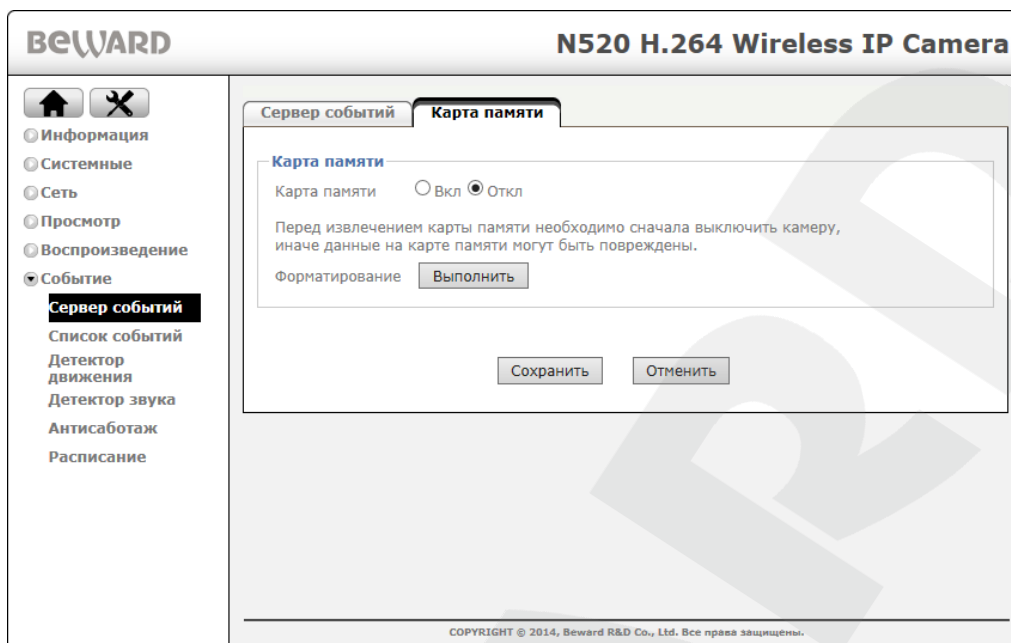 BEWARD
N520 H.264 Wireless IP Camera
Информация
Системные
Сеть
Просмотр
Воспроизведение
Событие
Сервер событий
Список событий
Детектор
движения
Детектор звука
Антисаботаж
Расписание
Сервер событий
Карта памяти
Карта памяти
Карта памяти Вкл Откл
Перед извлечением карты памяти необходимо сначала выключить камеру,
иначе данные на карте памяти могут быть повреждены.
Форматирование Выполнить
Сохранить Отменить
COPYRIGHT © 2014, Beward R&D Co., Ltd. Все права защищены.